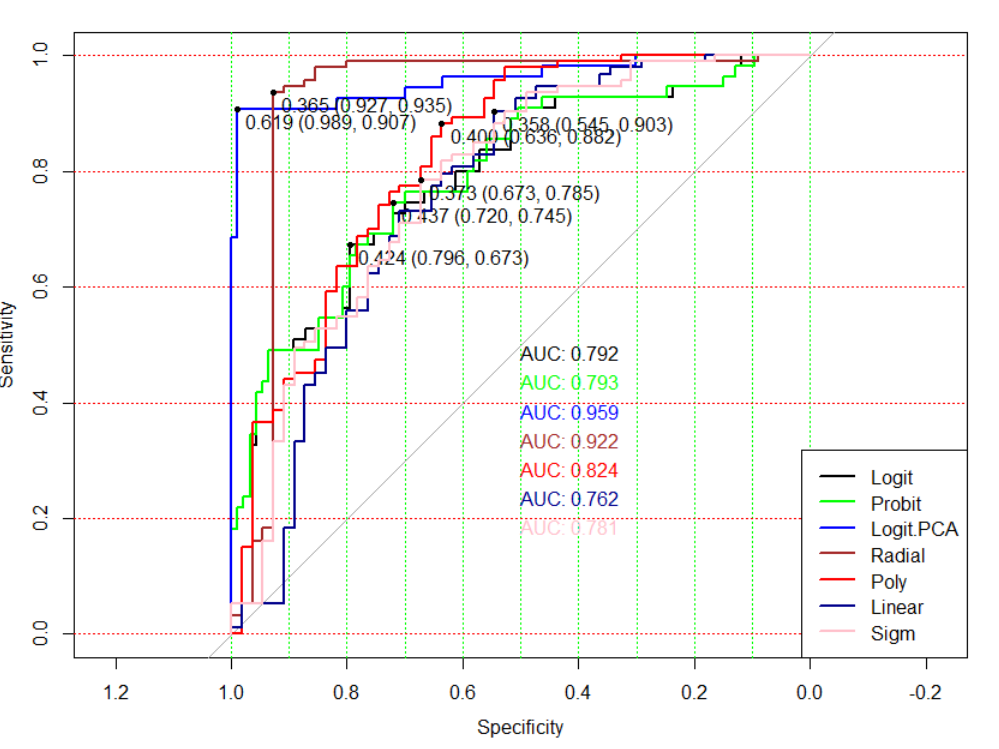 1.0
0.8
0.6
0.4
0.2
0.0
Sensitivity
0.365 (0.927, 0.935)
0.619 (0.989, 0.907)
0.358 (0.545, 0.903)
0.400 (0.636, 0.882)
0.373 (0.673, 0.785)
0.437 (0.720, 0.745)
0.424 (0.796, 0.673)
AUC: 0.792
AUC: 0.793
AUC: 0.959
AUC: 0.922
AUC: 0.824
AUC: 0.762
AUC: 0.781
Logit
Probit
Logit.PCA
Radial
Poly
Linear
Sigm
1.2 1.0 0.8 0.6 0.4 0.2 0.0 -0.2
Specificity